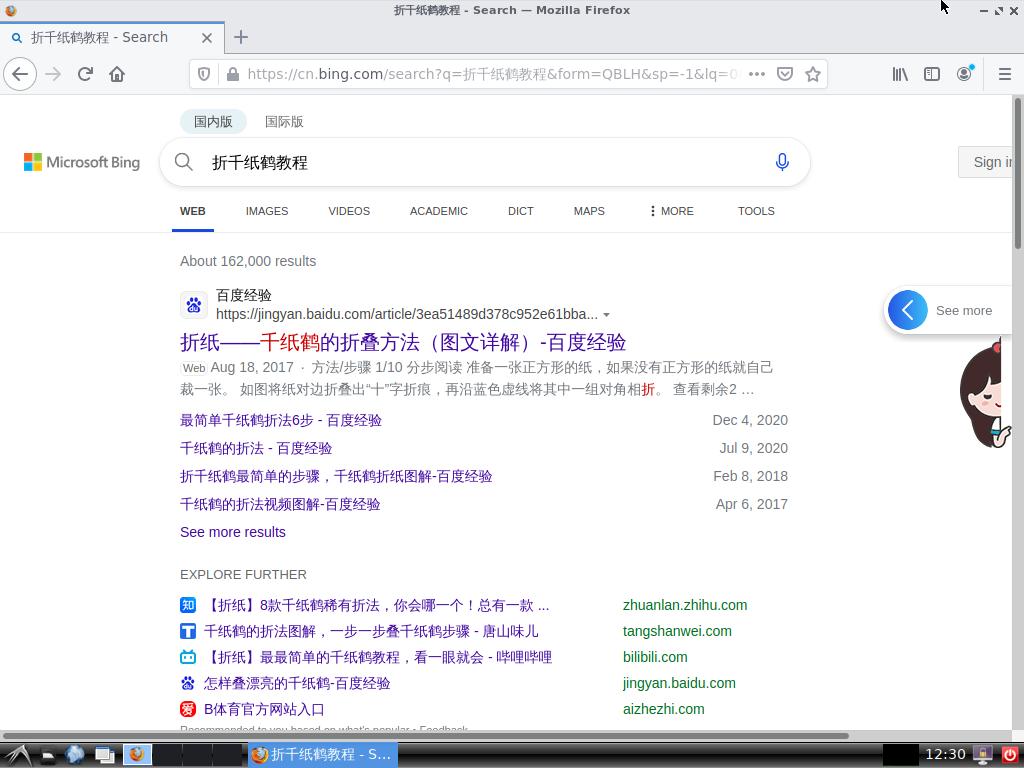 折千纸鹤教程 - Search — Mozilla Firefox
折千纸鹤教程 - Search
https://cn.bing.com/search?q=折千纸鹤教程&form=QBLH&sp=-1&lq=0
国内版 国际版
Microsoft Bing
折千纸鹤教程
Sign in
WEB IMAGES VIDEOS ACADEMIC DICT MAPS MORE TOOLS
About 162,000 results
百度经验
https://jingyan.baidu.com/article/3ea51489d378c952e61bba...
See more
折纸——千纸鹤的折叠方法（图文详解）-百度经验
Web Aug 18, 2017 · 方法/步骤 1/10 分步阅读 准备一张正方形的纸，如果没有正方形的纸就自己
裁一张。 如图将纸对边折叠出“十”字折痕，再沿蓝色虚线将其中一组对角相折。 查看剩余2 …
最简单千纸鹤折法6步 - 百度经验 Dec 4, 2020
千纸鹤的折法 - 百度经验 Jul 9, 2020
折千纸鹤最简单的步骤，千纸鹤折纸图解-百度经验 Feb 8, 2018
千纸鹤的折法视频图解-百度经验 Apr 6, 2017
See more results
EXPLORE FURTHER
知 【折纸】8款千纸鹤稀有折法，你会哪一个！总有一款 ... zhuanlan.zhihu.com
千纸鹤的折法图解，一步一步叠千纸鹤步骤 - 唐山味儿 tangshanwei.com
【折纸】最最简单的千纸鹤教程，看一眼就会 - 哔哩哔哩 bilibili.com
怎样叠漂亮的千纸鹤-百度经验 jingyan.baidu.com
爱 B体育官方网站入口 aizhezhi.com
Recommended to you based on what's popular • Feedback
折千纸鹤教程 - S... 12:30